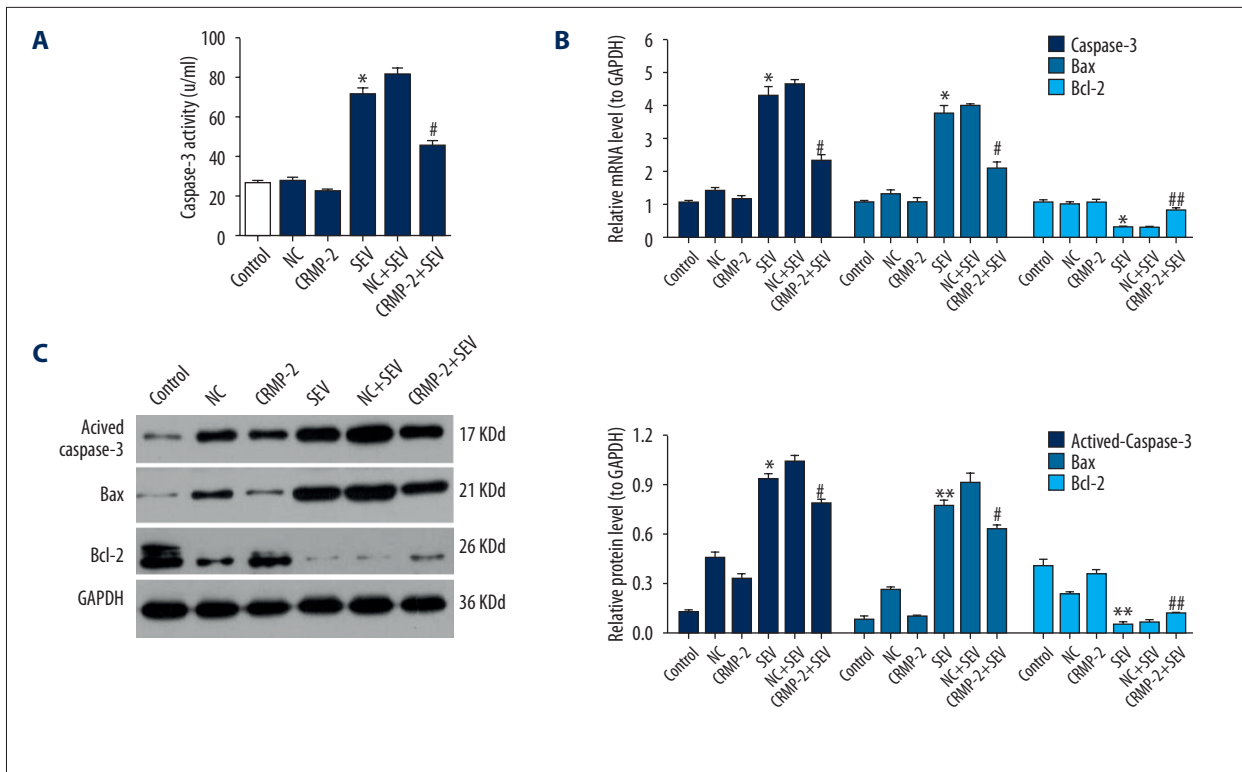 A
Caspase-3 activity (u/ml)
100
80
60
40
20
0
*
#
Control
NC
CRMP-2
SEV
NC+SEV
CRMP-2+SEV
B
Relative mRNA level (to GAPDH)
6
5
4
3
2
1
0
Caspase-3
Bax
Bcl-2
*
#
*
#
*
##
Control
NC
CRMP-2
SEV
NC+SEV
CRMP-2+SEV
Control
NC
CRMP-2
SEV
NC+SEV
CRMP-2+SEV
Control
NC
CRMP-2
SEV
NC+SEV
CRMP-2+SEV
C
Control
NC
CRMP-2
SEV
NC+SEV
CRMP-2+SEV
Acived
caspase-3
17 KDd
Bax
21 KDd
Bcl-2
26 KDd
GAPDH
36 KDd
Relative protein level (to GAPDH)
1.2
0.9
0.6
0.3
0.0
Actived-Caspase-3
Bax
Bcl-2
*
#
**
#
**
##
Control
NC
CRMP-2
SEV
NC+SEV
CRMP-2+SEV
Control
NC
CRMP-2
SEV
NC+SEV
CRMP-2+SEV
Control
NC
CRMP-2
SEV
NC+SEV
CRMP-2+SEV